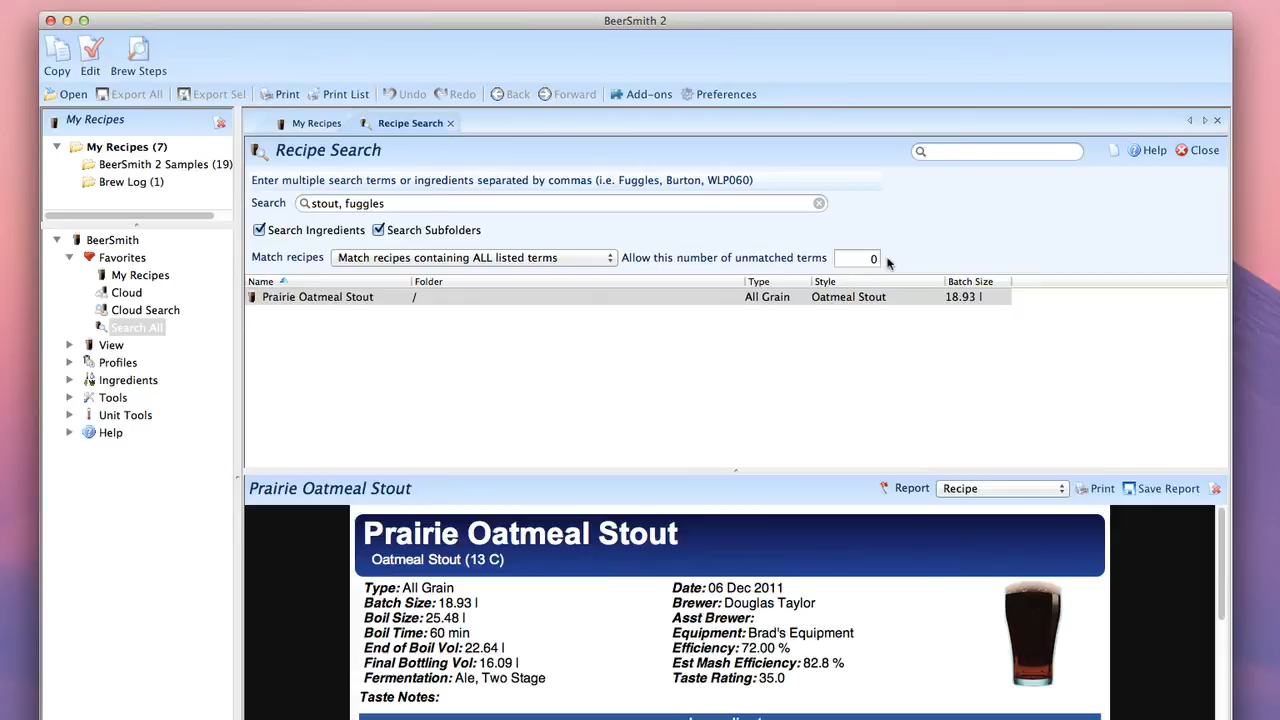 BeerSmith 2
Copy Edit Brew Steps
Open Export All Export Sel Print Print List Undo Redo Back Forward Add-ons Preferences
My Recipes
My Recipes (7)
BeerSmith 2 Samples (19)
Brew Log (1)
BeerSmith
Favorites
My Recipes
Cloud
Cloud Search
Search All
View
Profiles
Ingredients
Tools
Unit Tools
Help
My Recipes Recipe Search
Recipe Search Help Close
Enter multiple search terms or ingredients separated by commas (i.e. Fuggles, Burton, WLP060)
Search stout, fuggles
Search Ingredients Search Subfolders
Match recipes Match recipes containing ALL listed terms Allow this number of unmatched terms 0
Name Folder Type Style Batch Size
Prairie Oatmeal Stout / All Grain Oatmeal Stout 18.93 l
Prairie Oatmeal Stout Report Recipe Print Save Report
Prairie Oatmeal Stout
Oatmeal Stout (13 C)
Type: All Grain Date: 06 Dec 2011
Batch Size: 18.93 l Brewer: Douglas Taylor
Boil Size: 25.48 l Asst Brewer:
Boil Time: 60 min Equipment: Brad's Equipment
End of Boil Vol: 22.64 l Efficiency: 72.00 %
Final Bottling Vol: 16.09 l Est Mash Efficiency: 82.8 %
Fermentation: Ale, Two Stage Taste Rating: 35.0
Taste Notes: